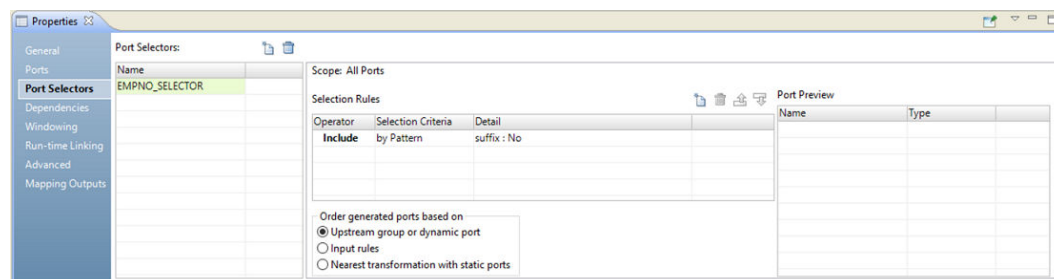 Properties
General
Ports
Port Selectors
Dependencies
Windowing
Run-time Linking
Advanced
Mapping Outputs
Port Selectors:
Name
EMPNO_SELECTOR
Scope: All Ports
Selection Rules
Operator Selection Criteria Detail
Include by Pattern suffix : No
Order generated ports based on
Upstream group or dynamic port
Input rules
Nearest transformation with static ports
Port Preview
Name Type